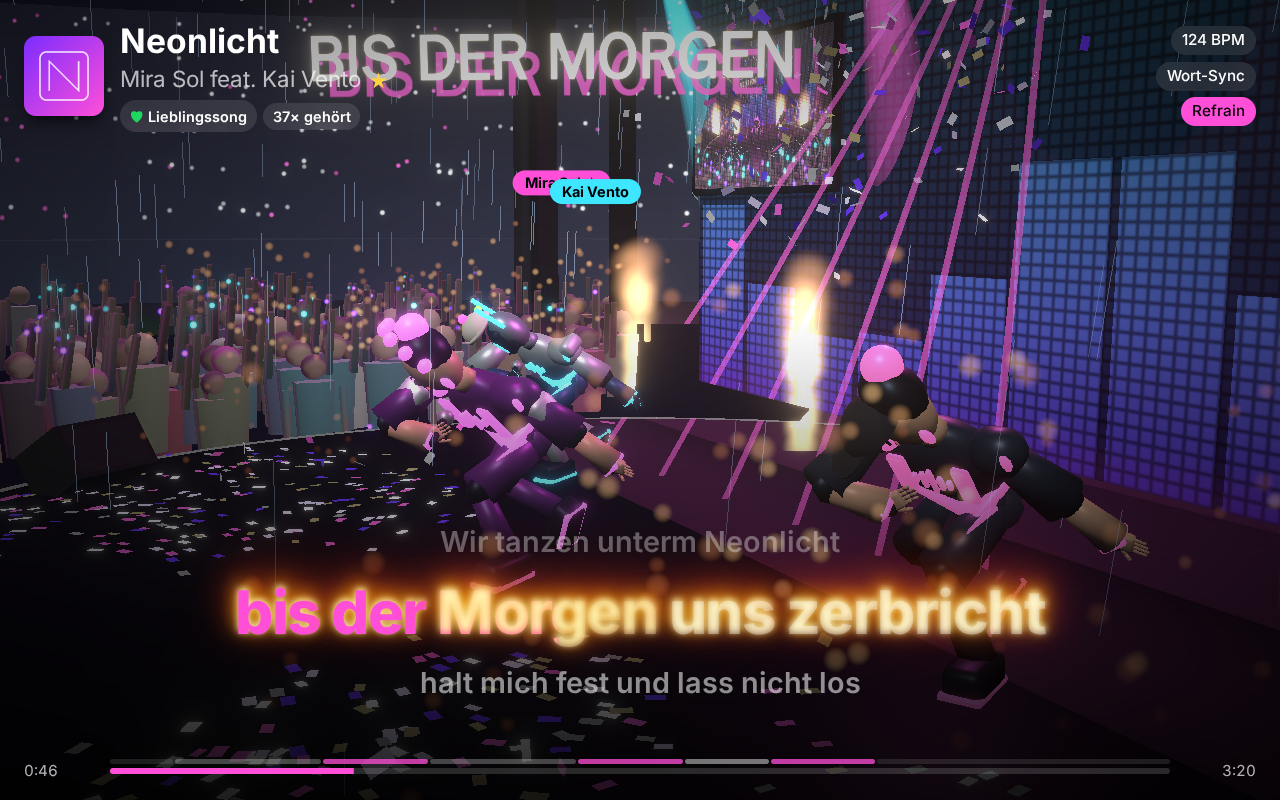 Neonlicht
BIS DER MORGEN
Mira Sol feat. Kai Vento
Lieblingssong
37× gehört
124 BPM
Wort-Sync
Refrain
Mira
Kai Vento
Wir tanzen unterm Neonlicht
bis der Morgen uns zerbricht
halt mich fest und lass nicht los
0:46
3:20